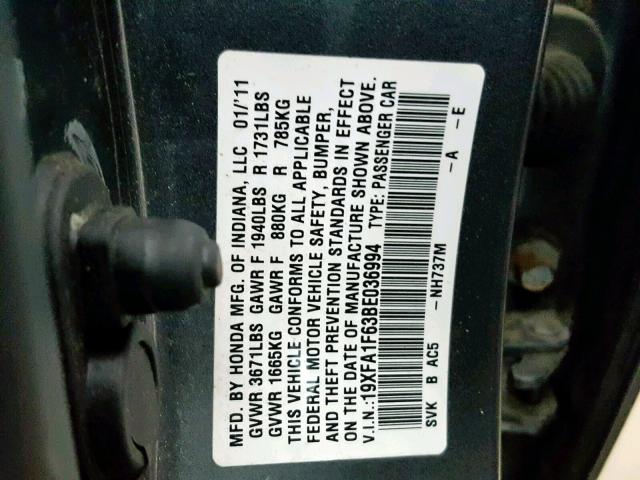 MFD. BY HONDA MFG. OF INDIANA, LLC 01/'11
GVWR 3671LBS GAWR F 1940LBS R 1731LBS
GVWR 1665KG GAWR F 880KG R 785KG
THIS VEHICLE CONFORMS TO ALL APPLICABLE
FEDERAL MOTOR VEHICLE SAFETY, BUMPER,
AND THEFT PREVENTION STANDARDS IN EFFECT
ON THE DATE OF MANUFACTURE SHOWN ABOVE.
V.I.N.:19XFA1F63BE036994 TYPE: PASSENGER CAR
SVK B AC5 -NH737M -A -E